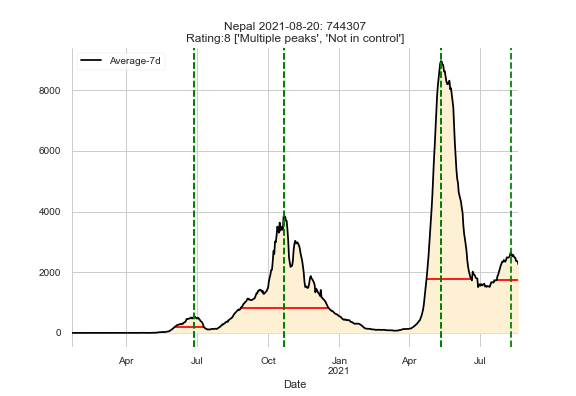 Nepal 2021-08-20: 744307
Rating:8 ['Multiple peaks', 'Not in control']
Average-7d
8000
6000
4000
2000
0
Apr
Jul
Oct
Jan
2021
Apr
Jul
Date